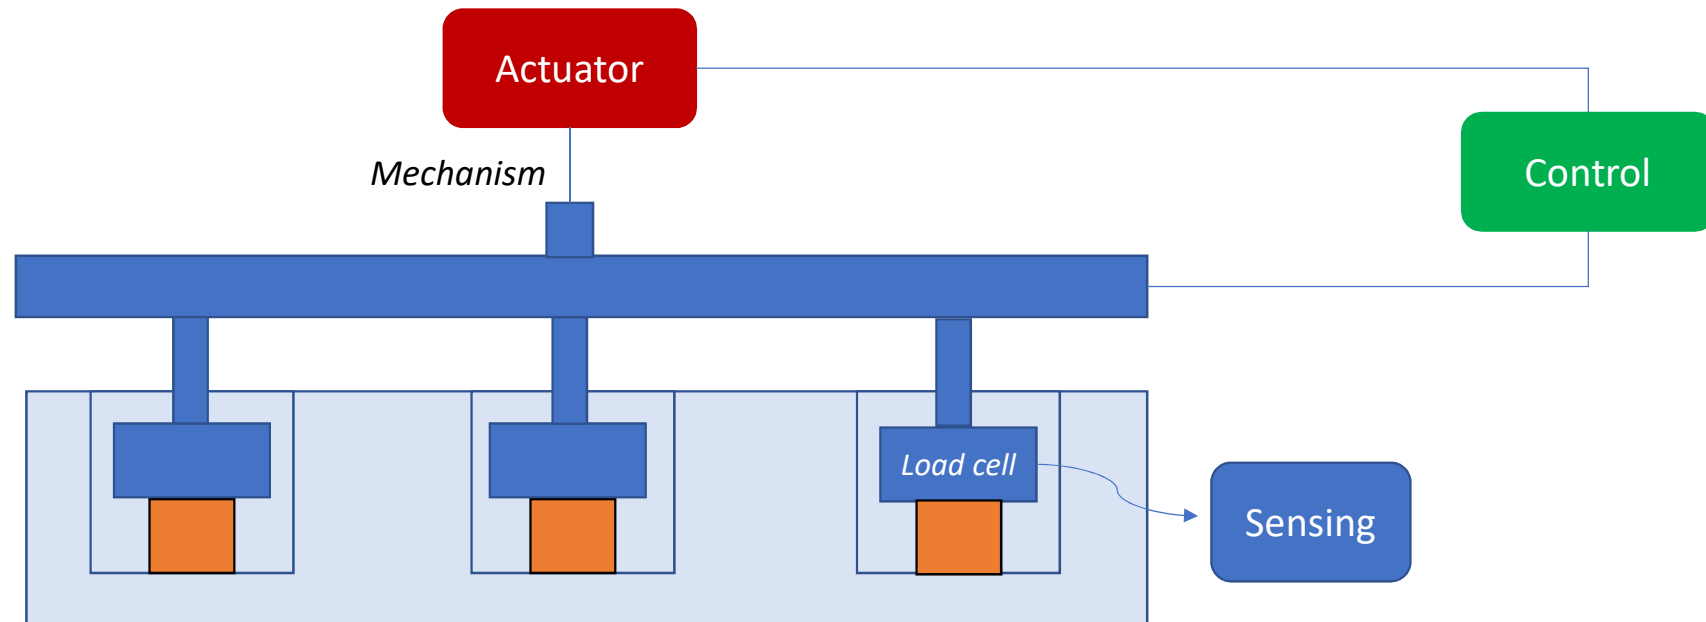 Actuator
Mechanism
Control
Load cell
Sensing